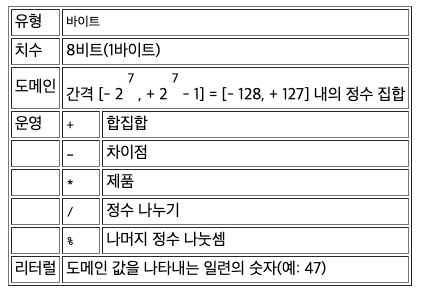 유형 바이트
치수 8비트(1바이트)
도메인 간격 [- 2^7, + 2^7 - 1] = [- 128, + 127] 내의 정수 집합
운영 + 합집합
– 차이점
* 제품
/ 정수 나누기
% 나머지 정수 나눗셈
리터럴 도메인 값을 나타내는 일련의 숫자(예: 47)